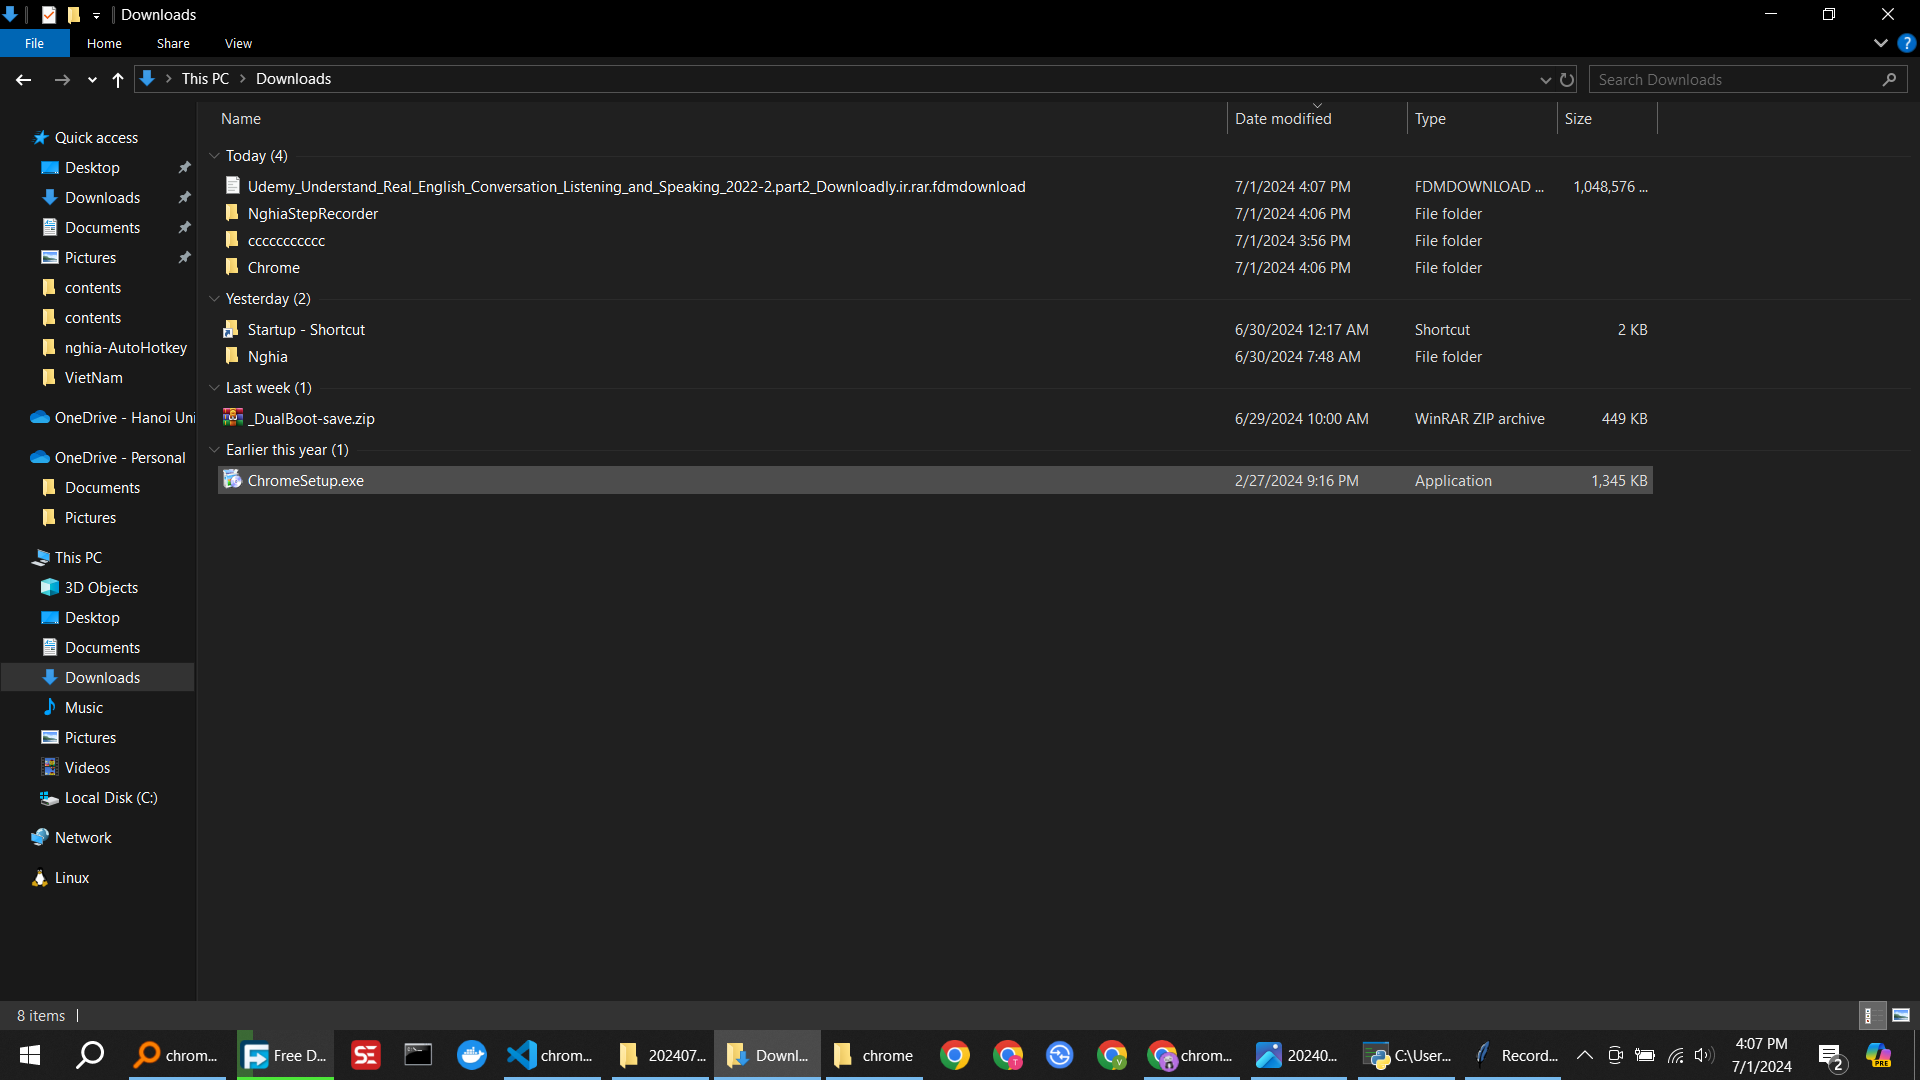 Downloads
File Home Share View
This PC Downloads
Search Downloads
Name Date modified Type Size
Quick access
Desktop
Downloads
Documents
Pictures
contents
contents
nghia-AutoHotkey
VietNam
OneDrive - Hanoi Uni
OneDrive - Personal
Documents
Pictures
This PC
3D Objects
Desktop
Documents
Downloads
Music
Pictures
Videos
Local Disk (C:)
Network
Linux
Today (4)
Udemy_Understand_Real_English_Conversation_Listening_and_Speaking_2022-2.part2_Downloadly.ir.rar.fdmdownload 7/1/2024 4:07 PM FDMDOWNLOAD ... 1,048,576 ...
NghiaStepRecorder 7/1/2024 4:06 PM File folder
ccccccccccc 7/1/2024 3:56 PM File folder
Chrome 7/1/2024 4:06 PM File folder
Yesterday (2)
Startup - Shortcut 6/30/2024 12:17 AM Shortcut 2 KB
Nghia 6/30/2024 7:48 AM File folder
Last week (1)
_DualBoot-save.zip 6/29/2024 10:00 AM WinRAR ZIP archive 449 KB
Earlier this year (1)
ChromeSetup.exe 2/27/2024 9:16 PM Application 1,345 KB
8 items
chrom... Free D... SE chrom... 202407... Downl... chrome T V chrom... 20240... C:\User... Record... 4:07 PM 2 PRE
7/1/2024